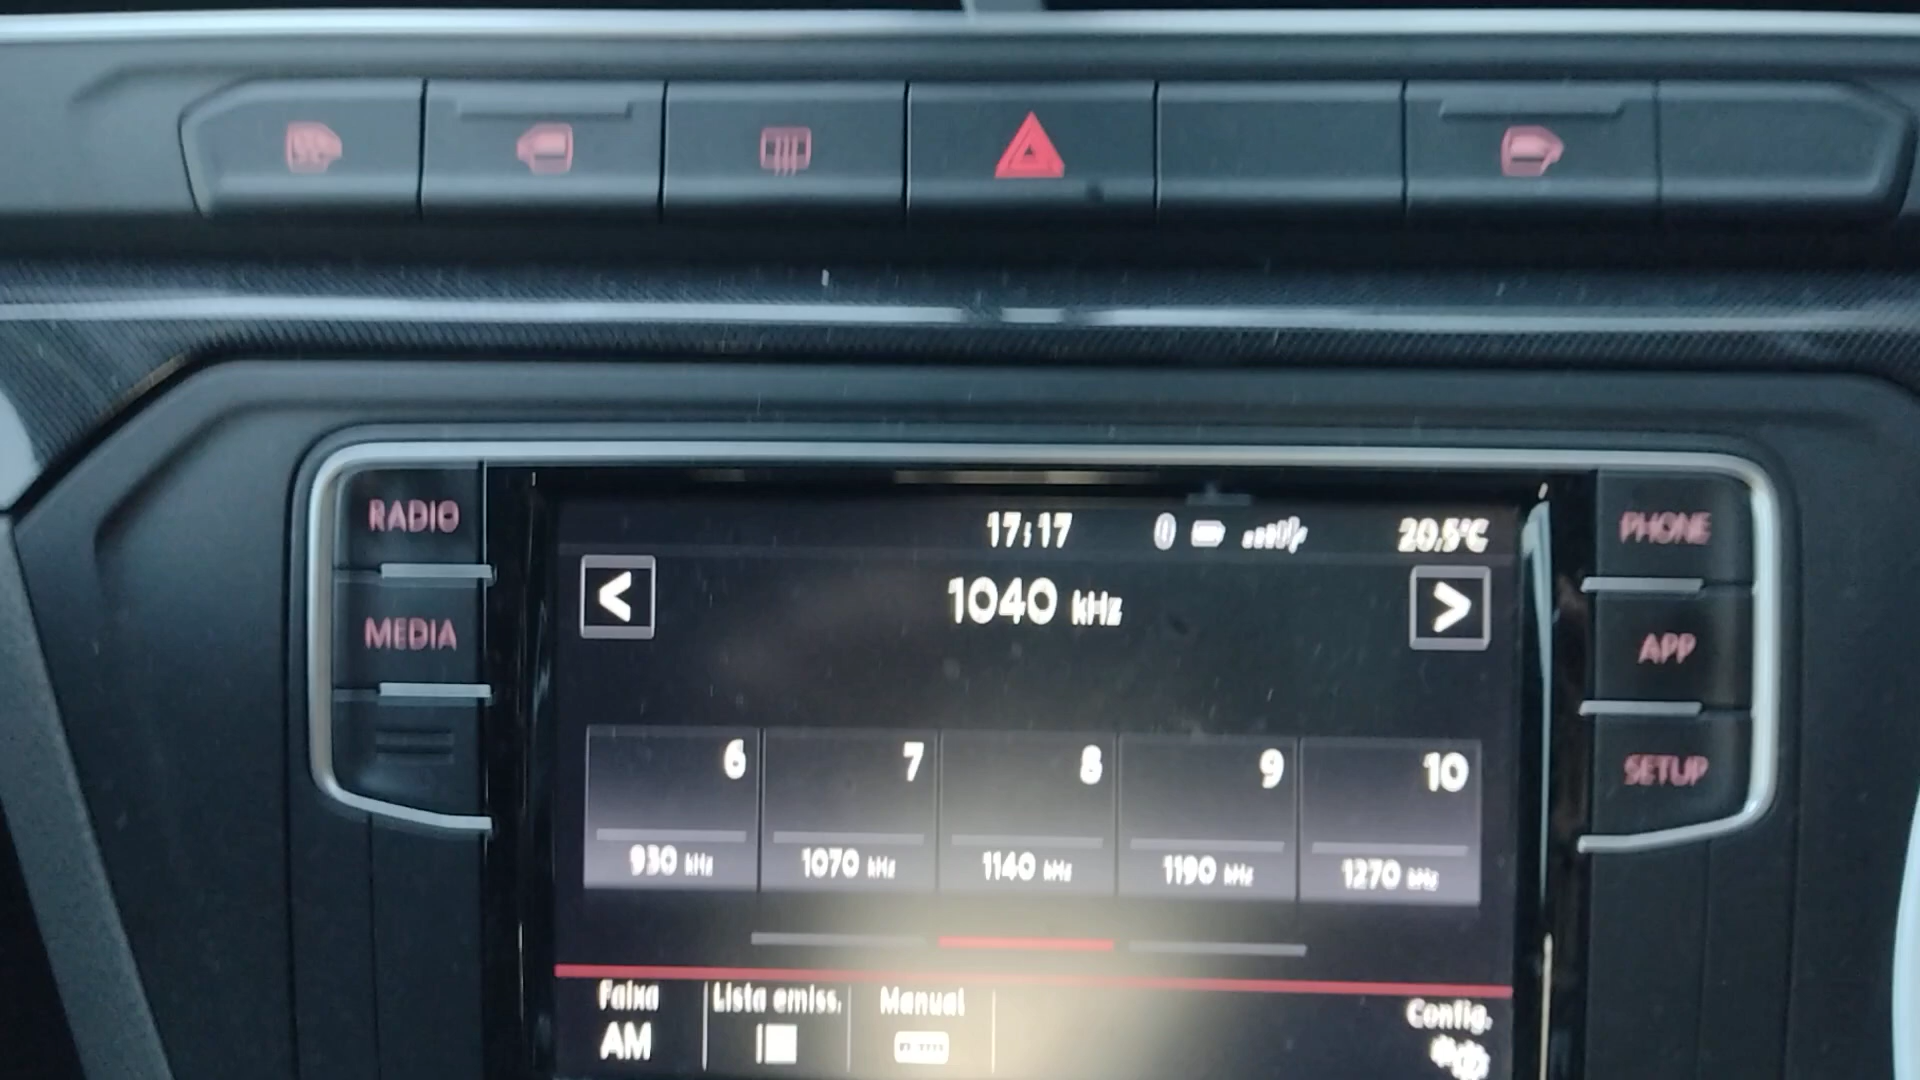 RADIO
MEDIA
PHONE
APP
SETUP
17:17
20.5°C
<
1040 kHz
>
6
7
8
9
10
930 kHz
1070 kHz
1140 kHz
1190 kHz
1270 kHz
Faixa
AM
Lista emiss.
Manual
Config.